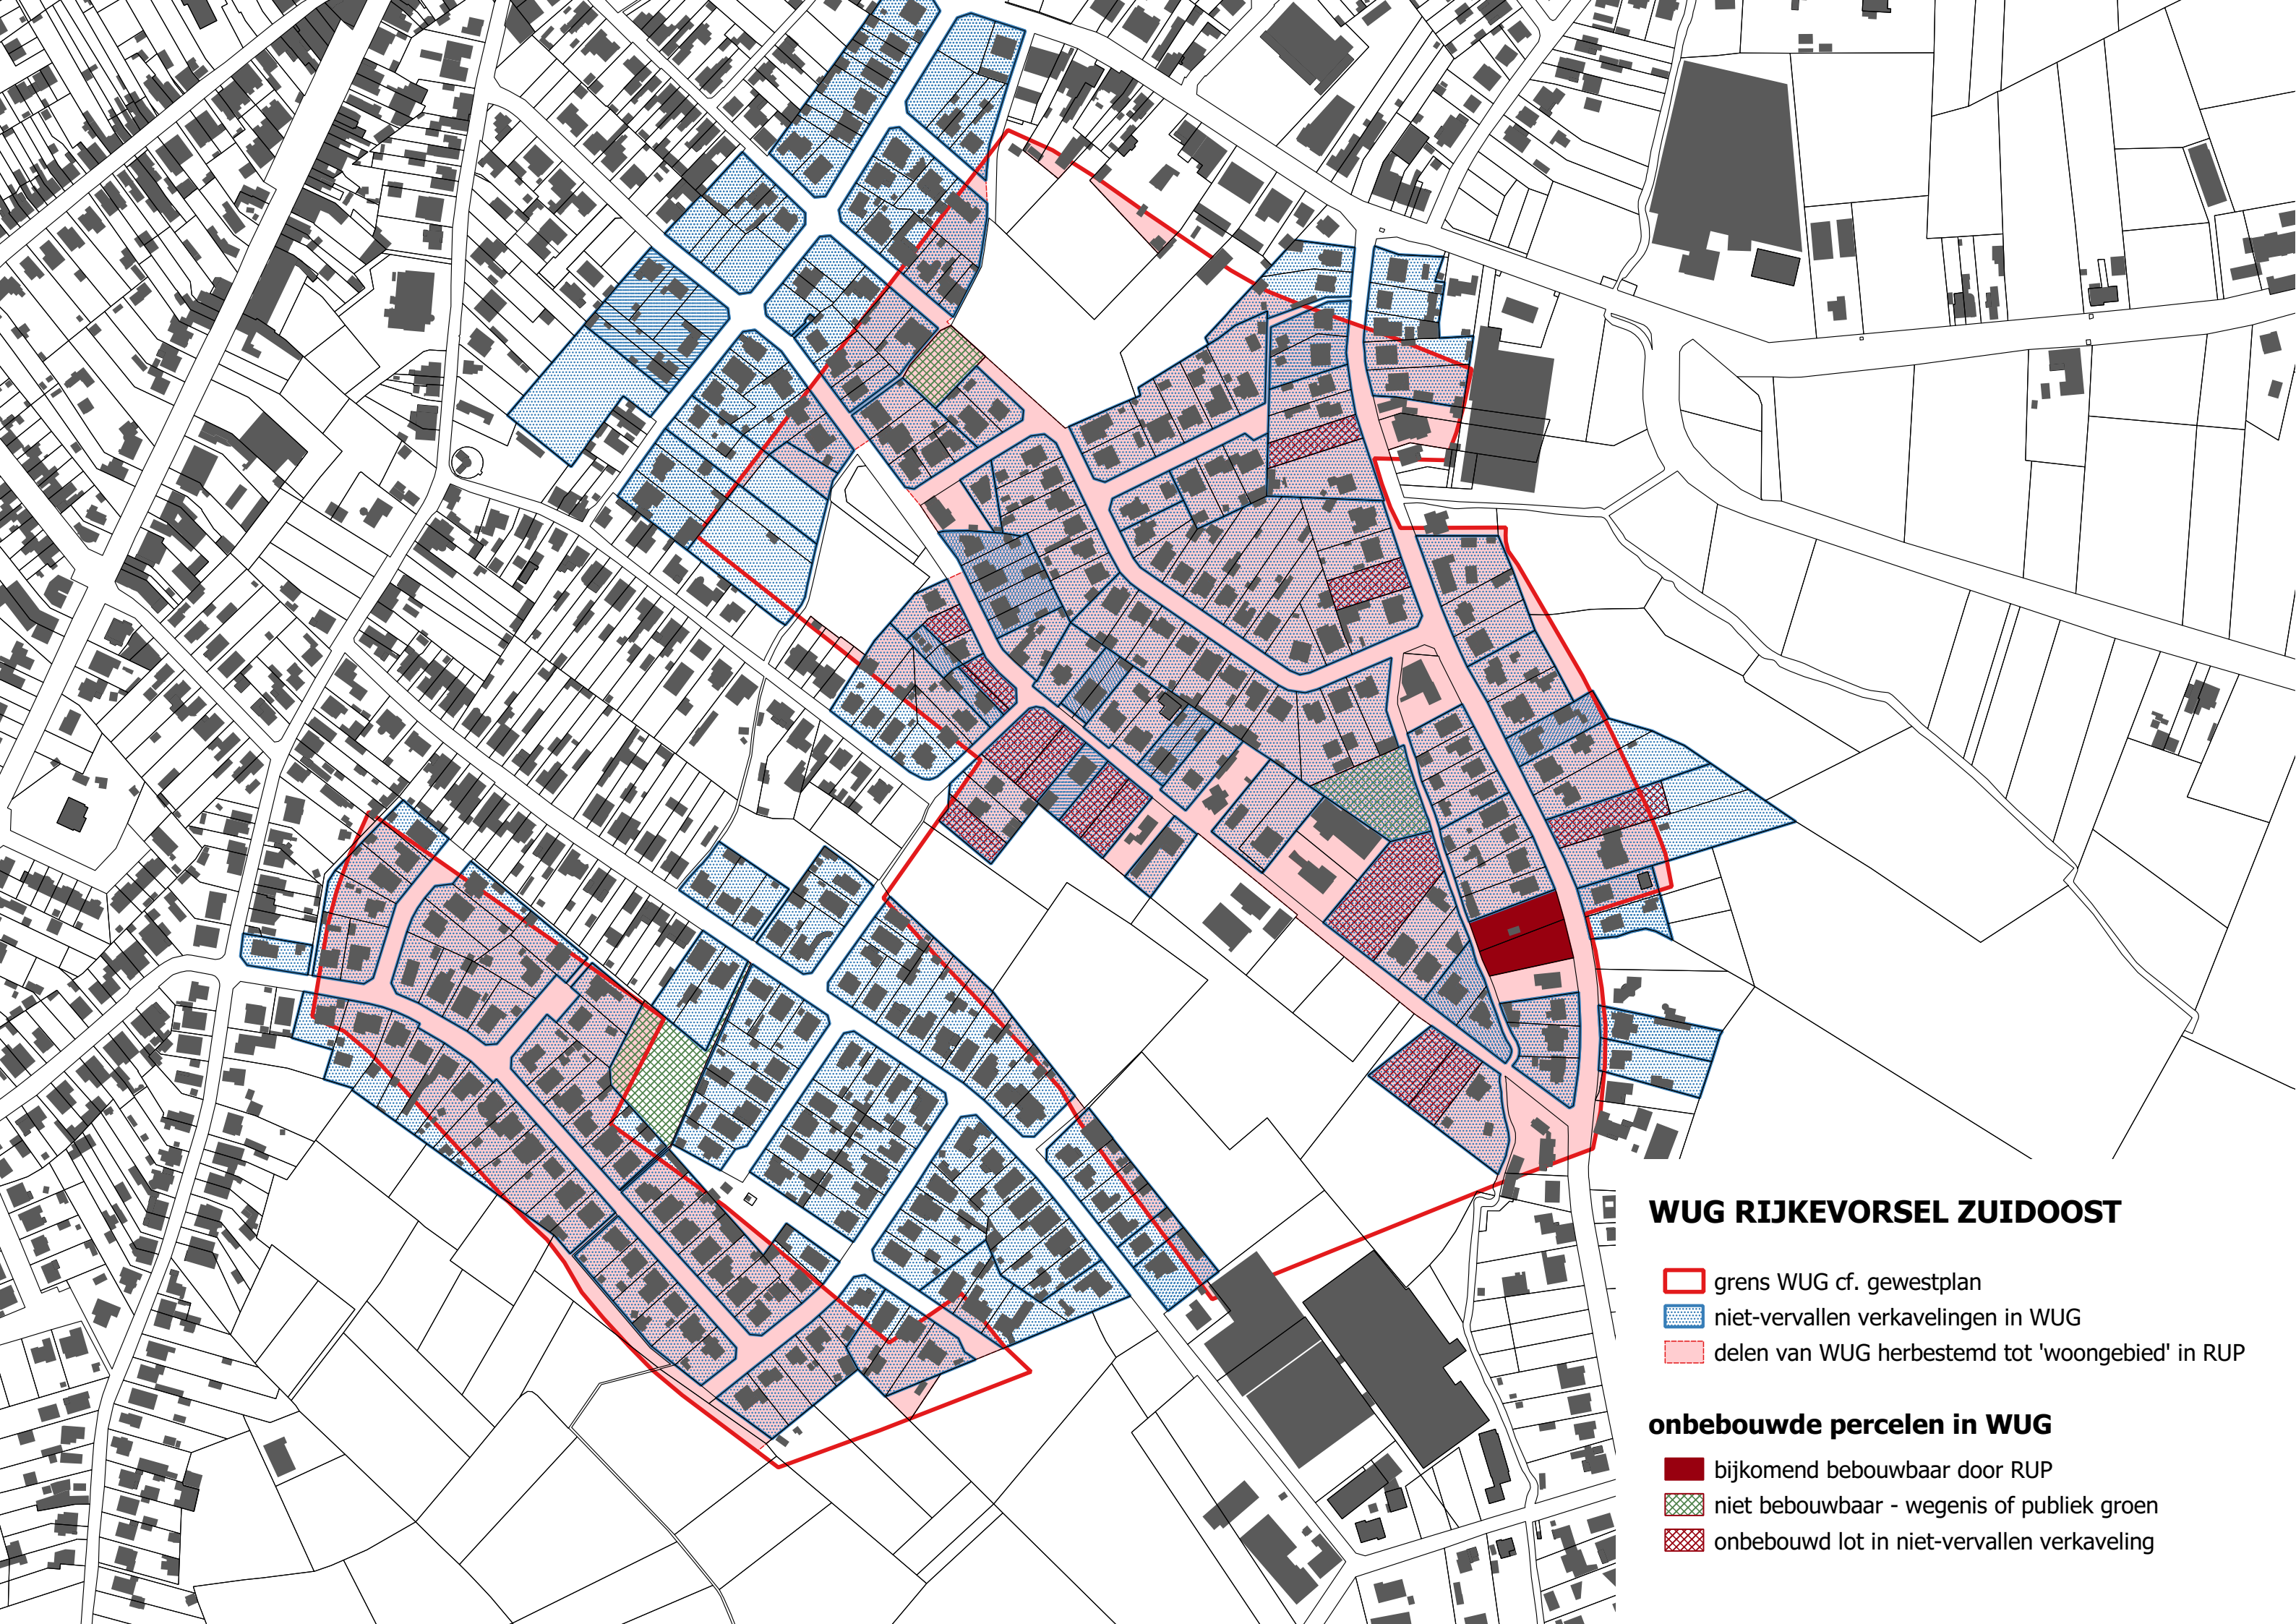 WUG RIJKEVORSEL ZUIDOOST
grens WUG cf. gewestplan
niet-vervallen verkavelingen in WUG
delen van WUG herbestemd tot 'woongebied' in RUP
onbebouwde percelen in WUG
bijkomend bebouwbaar door RUP
niet bebouwbaar - wegenis of publiek groen
onbebouwd lot in niet-vervallen verkaveling